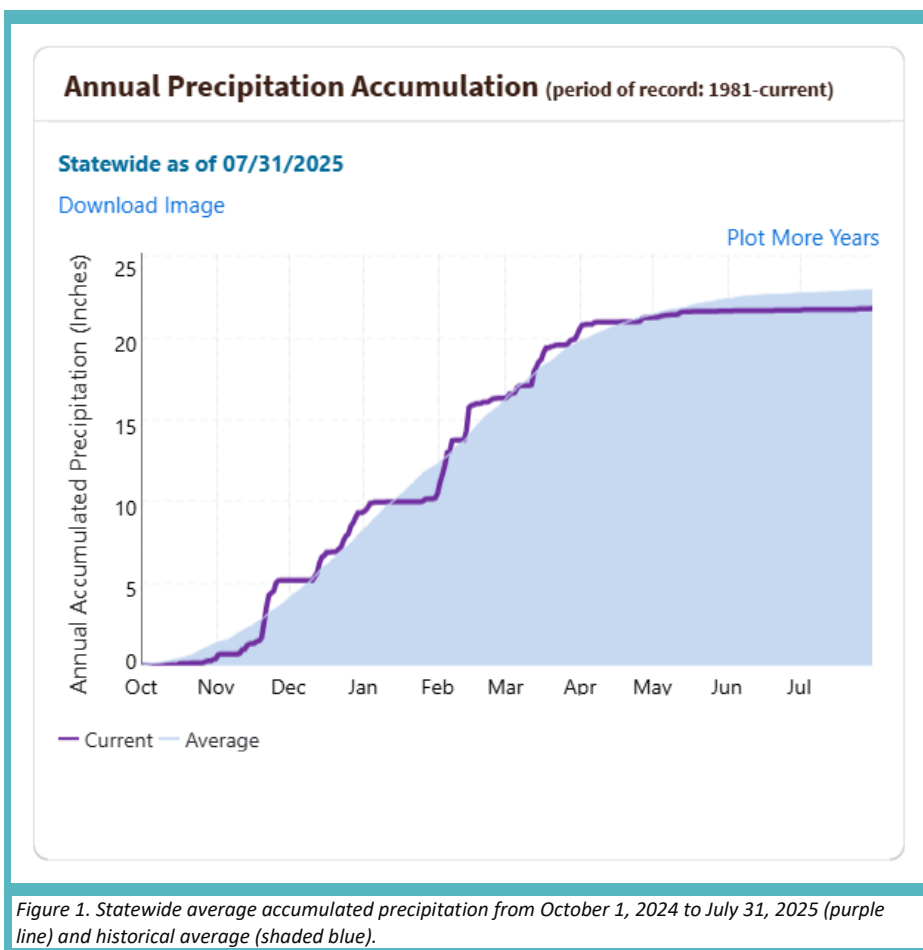 Annual Precipitation Accumulation (period of record: 1981-current)
Statewide as of 07/31/2025
Download Image
Plot More Years
Annual Accumulated Precipitation (Inches)
25
20
15
10
5
0
Oct Nov Dec Jan Feb Mar Apr May Jun Jul
Current Average
Figure 1. Statewide average accumulated precipitation from October 1, 2024 to July 31, 2025 (purple
line) and historical average (shaded blue).